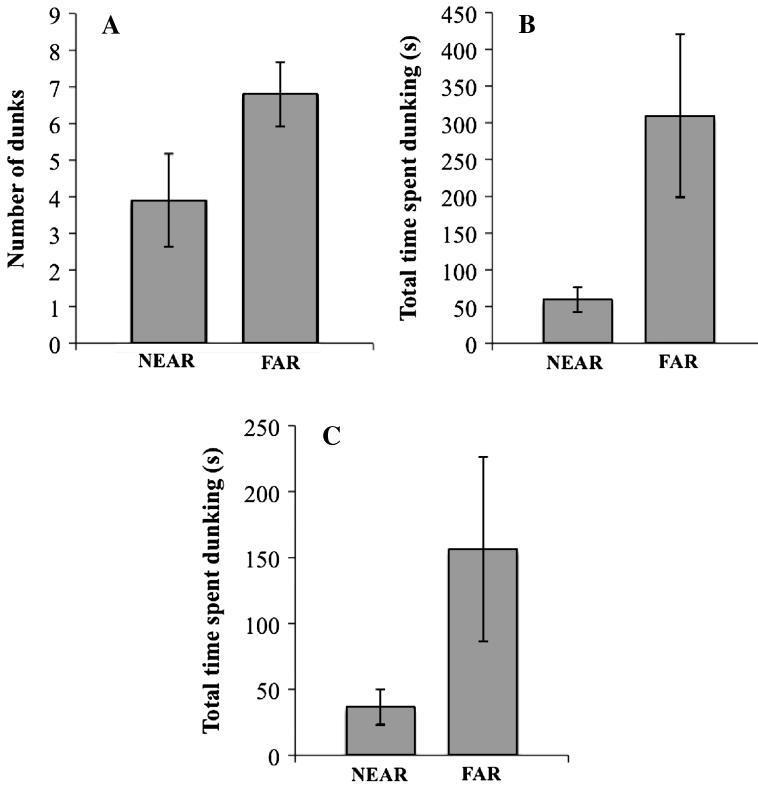 A
Number of dunks
9
8
7
6
5
4
3
2
1
0
NEAR FAR
B
Total time spent dunking (s)
450
400
350
300
250
200
150
100
50
0
NEAR FAR
C
Total time spent dunking (s)
250
200
150
100
50
0
NEAR FAR